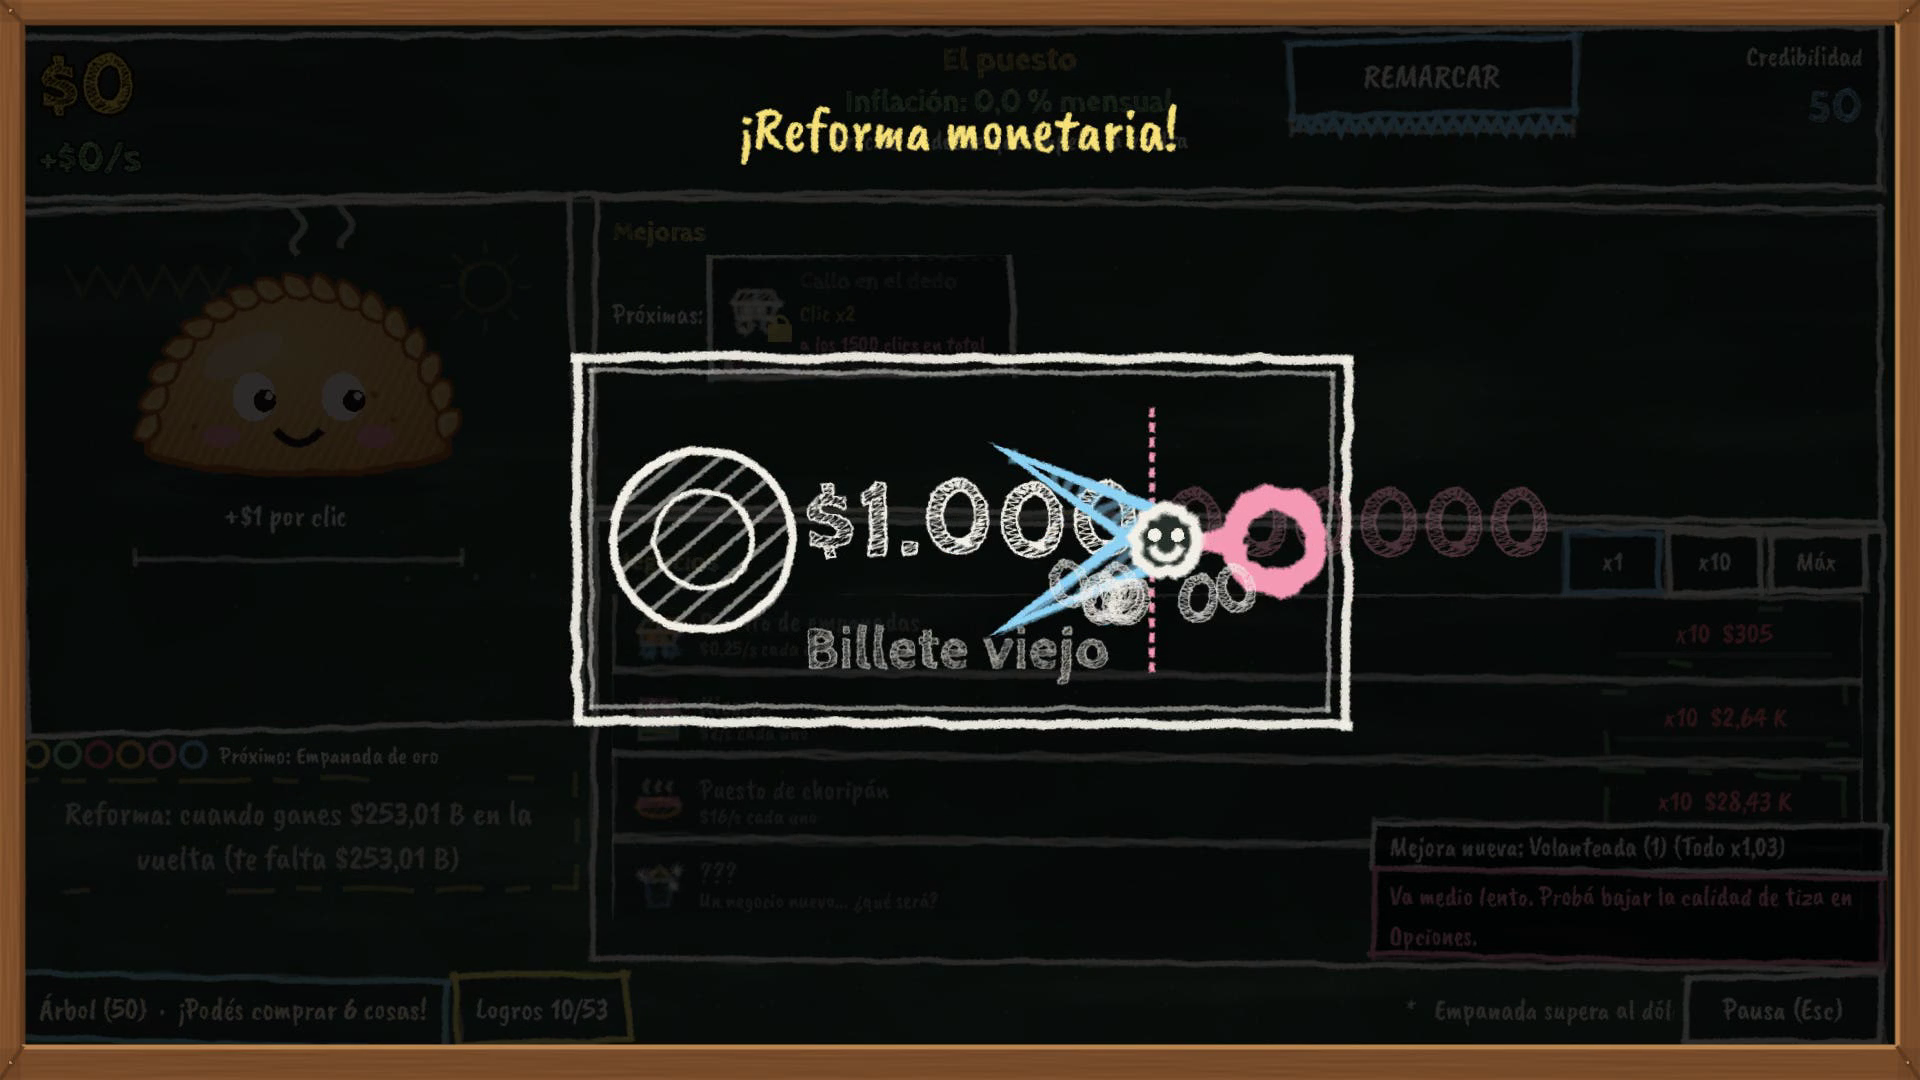 $0
+$0/s
El puesto
Inflación: 0,0 % mensual
¡Reforma monetaria!
REMARCAR
Credibilidad
50
Mejoras
Próximas:
Callo en el dedo
Clic x2
a los 1500 clics en total
+$1 por clic
$1.000
Billete viejo
x1
x10
Máx
$0,25/s cada
x10 $305
x10 $2,64 K
cada uno
Puesto de choripán
$16/s cada uno
x10 $28,43 K
???
Un negocio nuevo... ¿qué será?
Próximo: Empanada de oro
Reforma: cuando ganes $253,01 B en la
vuelta (te falta $253,01 B)
Mejora nueva: Volanteada (1) (Todo x1,03)
Va medio lento. Probá bajar la calidad de tiza en
Opciones.
Árbol (50) · ¡Podés comprar 6 cosas!
Logros 10/53
* Empanada supera al dól
Pausa (Esc)